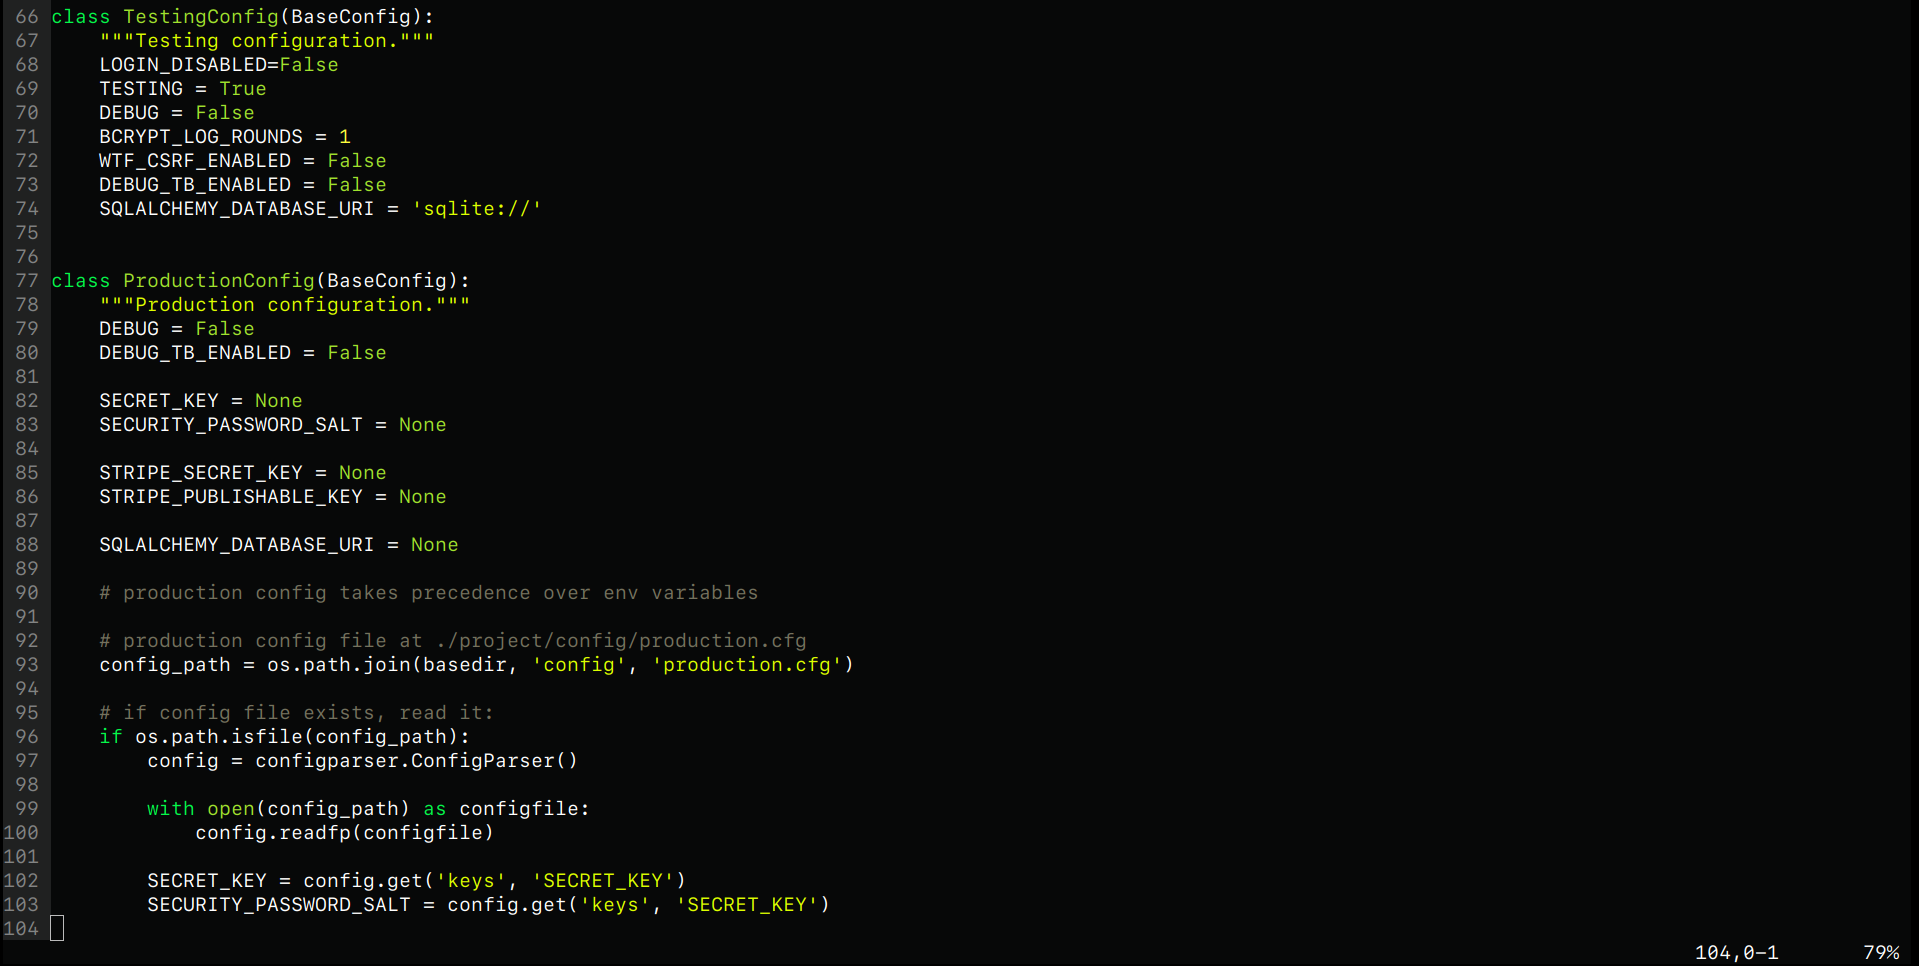 66 class TestingConfig(BaseConfig):
67     """Testing configuration."""
68     LOGIN_DISABLED=False
69     TESTING = True
70     DEBUG = False
71     BCRYPT_LOG_ROUNDS = 1
72     WTF_CSRF_ENABLED = False
73     DEBUG_TB_ENABLED = False
74     SQLALCHEMY_DATABASE_URI = 'sqlite://'
75
76
77 class ProductionConfig(BaseConfig):
78     """Production configuration."""
79     DEBUG = False
80     DEBUG_TB_ENABLED = False
81
82     SECRET_KEY = None
83     SECURITY_PASSWORD_SALT = None
84
85     STRIPE_SECRET_KEY = None
86     STRIPE_PUBLISHABLE_KEY = None
87
88     SQLALCHEMY_DATABASE_URI = None
89
90     # production config takes precedence over env variables
91
92     # production config file at ./project/config/production.cfg
93     config_path = os.path.join(basedir, 'config', 'production.cfg')
94
95     # if config file exists, read it:
96     if os.path.isfile(config_path):
97         config = configparser.ConfigParser()
98
99         with open(config_path) as configfile:
100             config.readfp(configfile)
101
102         SECRET_KEY = config.get('keys', 'SECRET_KEY')
103         SECURITY_PASSWORD_SALT = config.get('keys', 'SECRET_KEY')
104
104,0-1 79%